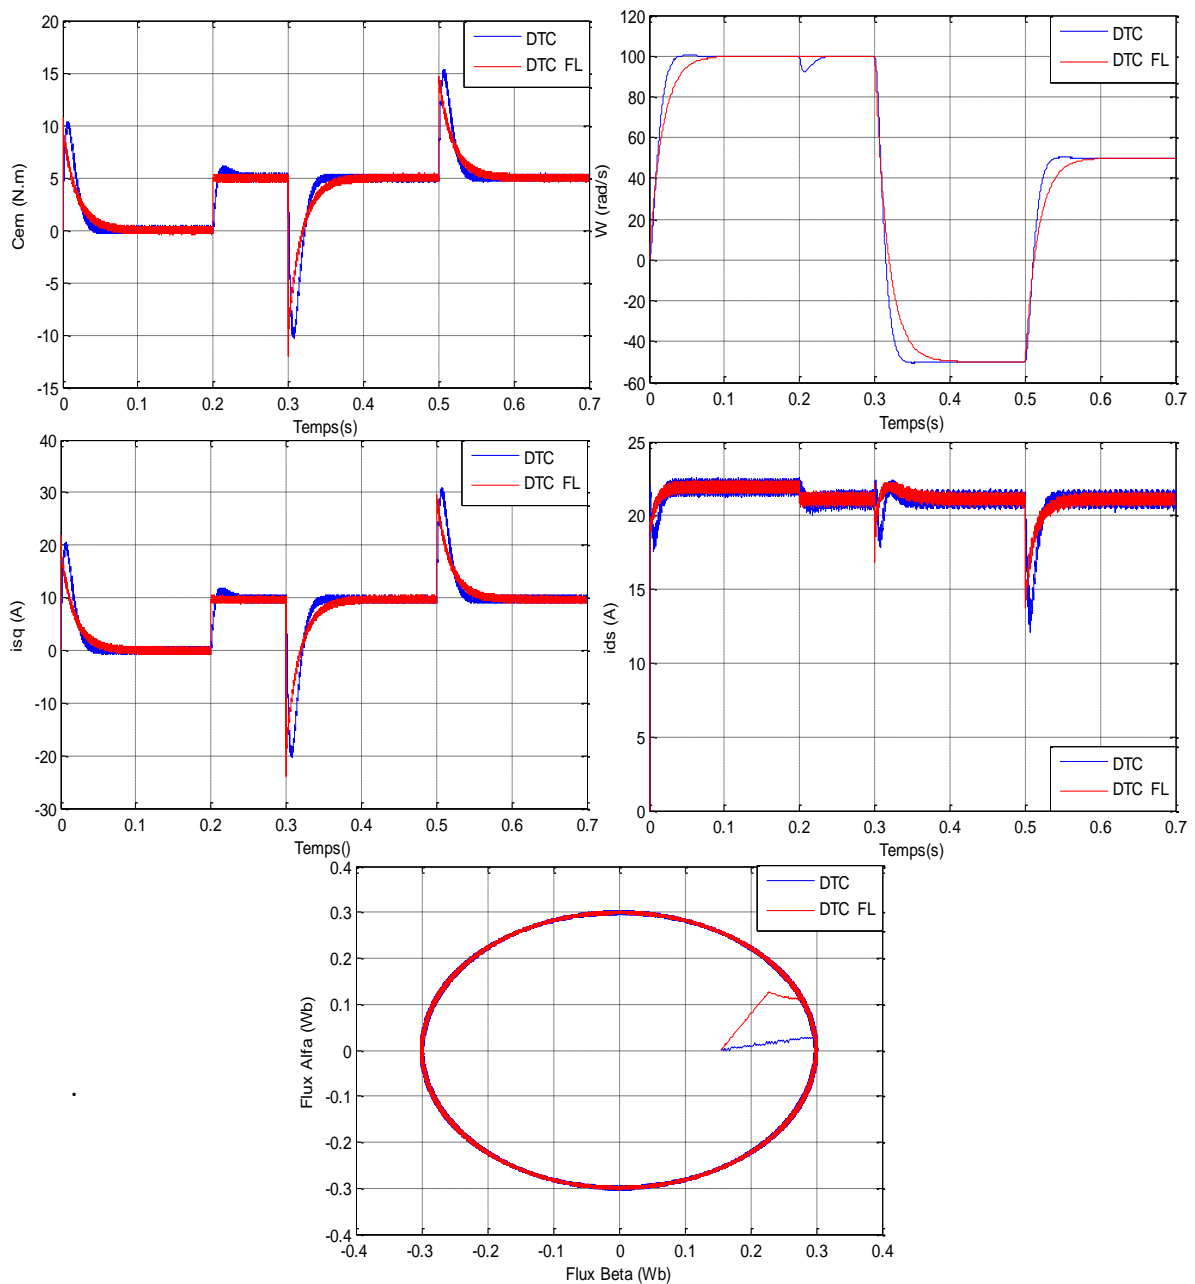 20
15
10
5
0
-5
-10
-15
Cem (N.m)
DTC
DTC FL
0 0.1 0.2 0.3 0.4 0.5 0.6 0.7
Temps(s)
120
100
80
60
40
20
0
-20
-40
-60
W (rad/s)
DTC
DTC FL
0 0.1 0.2 0.3 0.4 0.5 0.6 0.7
Temps(s)
40
30
20
10
0
-10
-20
-30
isq (A)
DTC
DTC FL
0 0.1 0.2 0.3 0.4 0.5 0.6 0.7
Temps()
25
20
15
10
5
0
ids (A)
DTC
DTC FL
0 0.1 0.2 0.3 0.4 0.5 0.6 0.7
Temps(s)
0.4
0.3
0.2
0.1
0
-0.1
-0.2
-0.3
-0.4
Flux Alfa (Wb)
DTC
DTC FL
-0.4 -0.3 -0.2 -0.1 0 0.1 0.2 0.3 0.4
Flux Beta (Wb)
.